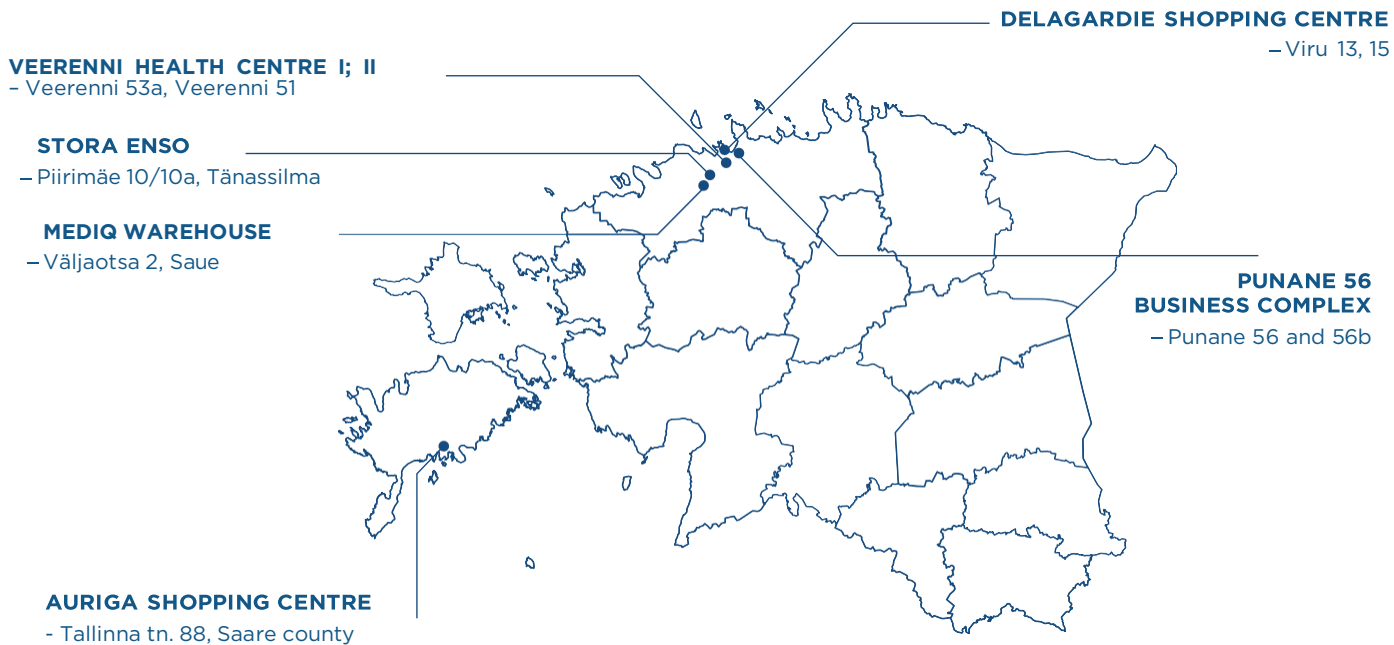 DELAGARDIE SHOPPING CENTRE
– Viru 13, 15
VEERENNI HEALTH CENTRE I; II
– Veerenni 53a, Veerenni 51
STORA ENSO
– Piirimäe 10/10a, Tänassilma
MEDIQ WAREHOUSE
– Väljaotsa 2, Saue
PUNANE 56
BUSINESS COMPLEX
– Punane 56 and 56b
AURIGA SHOPPING CENTRE
- Tallinna tn. 88, Saare county